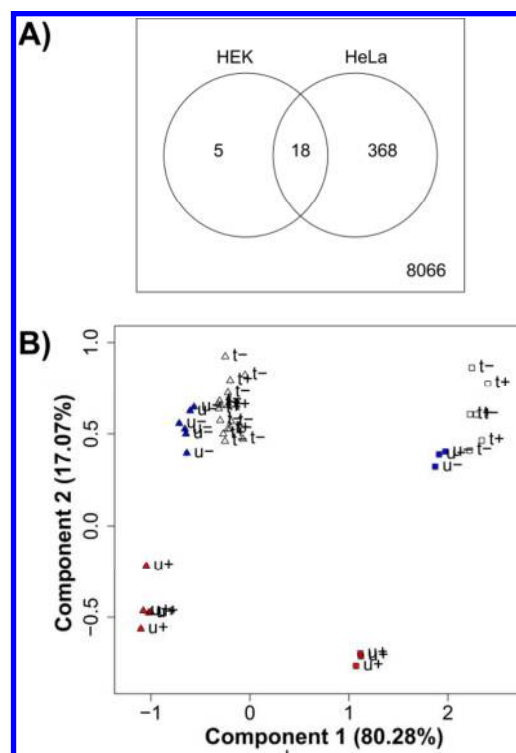 A)
HEK HeLa
5 18 368
8066
B)
Component 2 (17.07%)
1.0
0.5
0.0
−0.5
t−
t+
t−
t−
t−
t−
t−
t+
t−
t+
t−
u−
u−
u−
u+
u−
u+
u+
u+
u+
−1 0 1 2
Component 1 (80.28%)